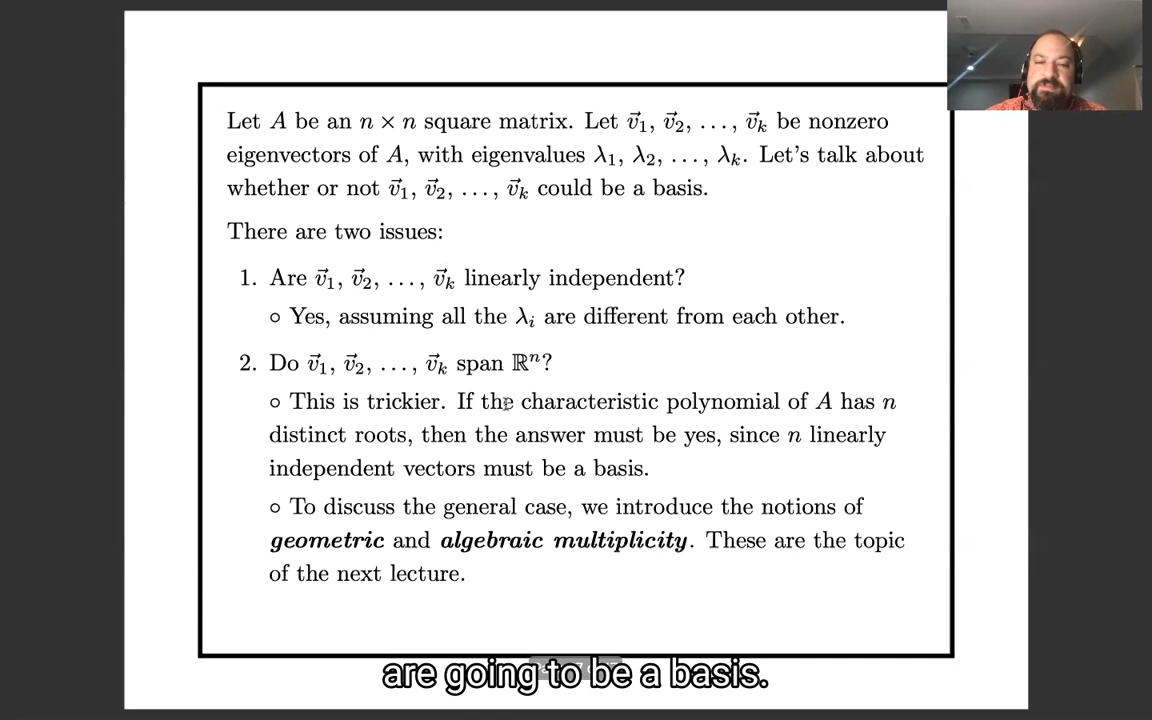 Let A be an n × n square matrix. Let v⃗₁, v⃗₂, …, v⃗ₖ be nonzero
eigenvectors of A, with eigenvalues λ₁, λ₂, …, λₖ. Let's talk about
whether or not v⃗₁, v⃗₂, …, v⃗ₖ could be a basis.
There are two issues:
1. Are v⃗₁, v⃗₂, …, v⃗ₖ linearly independent?
∘ Yes, assuming all the λᵢ are different from each other.
2. Do v⃗₁, v⃗₂, …, v⃗ₖ span ℝⁿ?
∘ This is trickier. If the characteristic polynomial of A has n
distinct roots, then the answer must be yes, since n linearly
independent vectors must be a basis.
∘ To discuss the general case, we introduce the notions of
geometric and algebraic multiplicity. These are the topic
of the next lecture.
are going to be a basis.